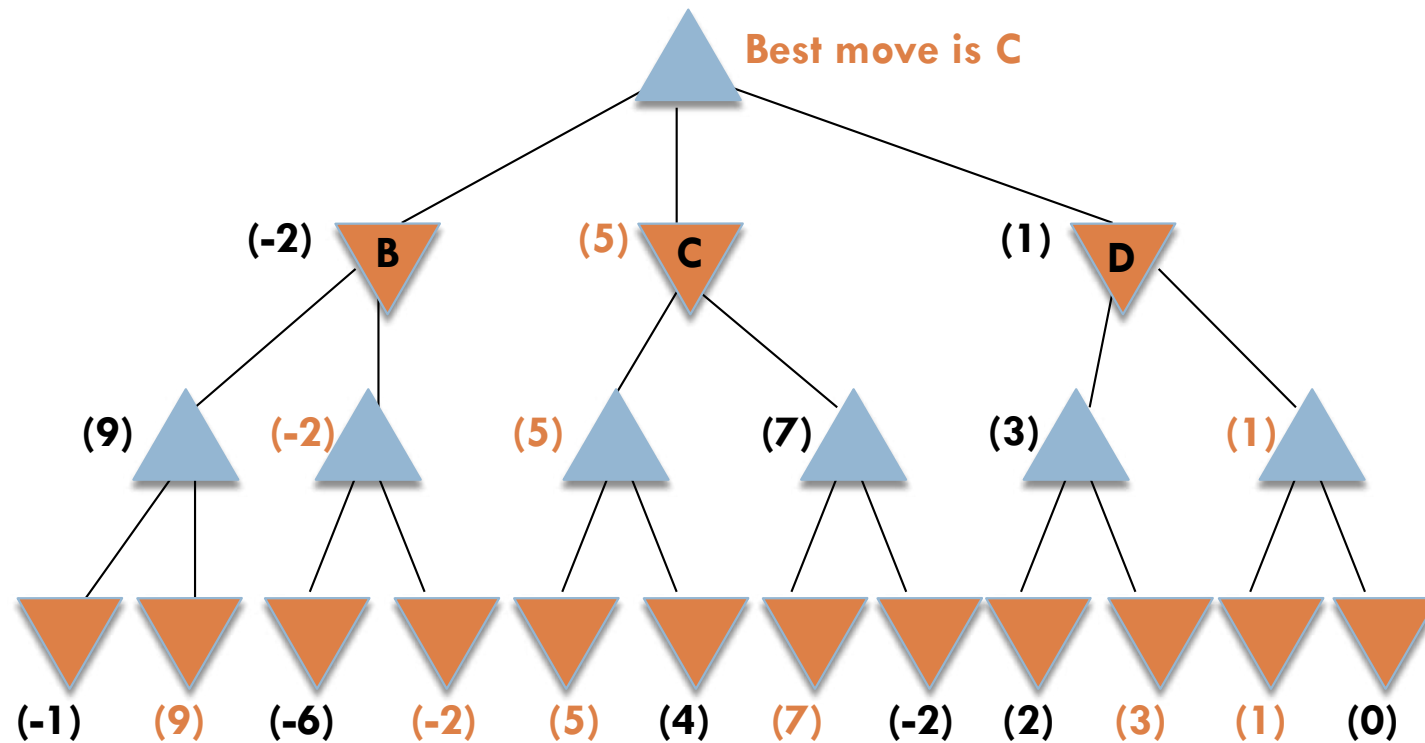 Best move is C
(-2) B (5) C (1) D
(9) (-2) (5) (7) (3) (1)
(-1) (9) (-6) (-2) (5) (4) (7) (-2) (2) (3) (1) (0)